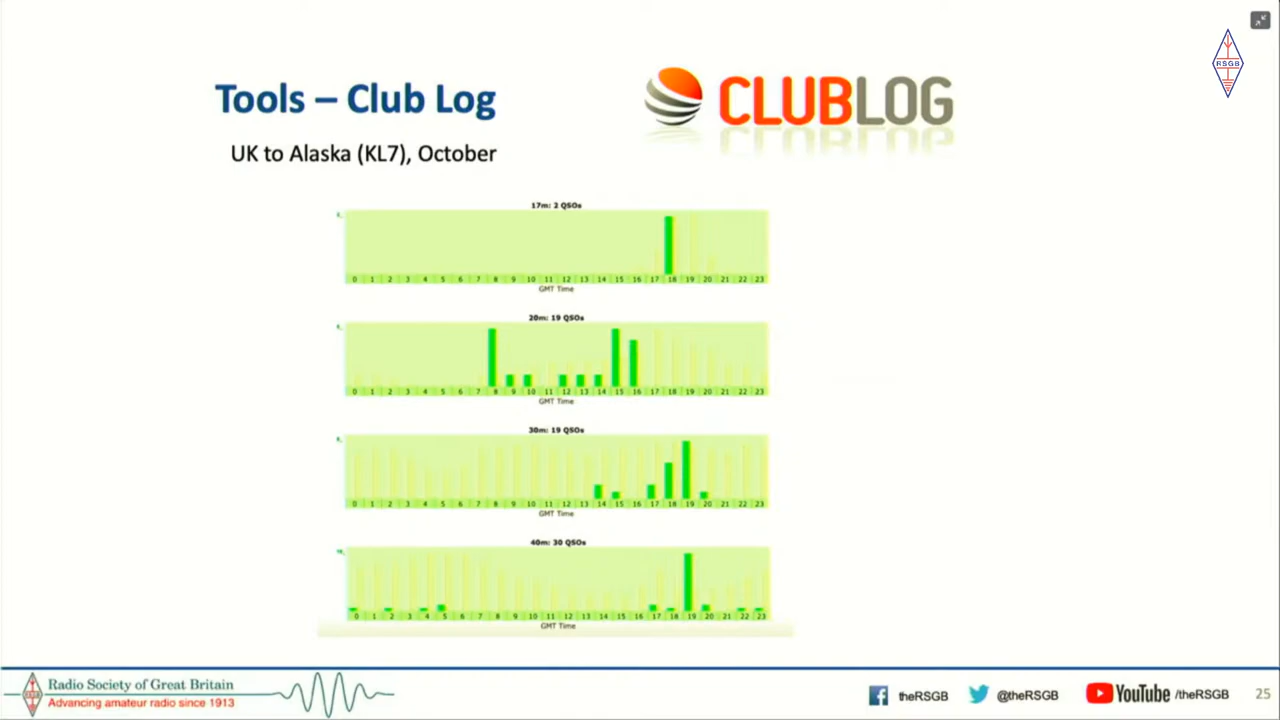 RSGB
Tools – Club Log
CLUBLOG
UK to Alaska (KL7), October
17m: 2 QSOs
0 1 2 3 4 5 6 7 8 9 10 11 12 13 14 15 16 17 18 19 20 21 22 23
GMT Time
20m: 19 QSOs
0 1 2 3 4 5 6 7 8 9 10 11 12 13 14 15 16 17 18 19 20 21 22 23
GMT Time
30m: 19 QSOs
0 1 2 3 4 5 6 7 8 9 10 11 12 13 14 15 16 17 18 19 20 21 22 23
GMT Time
40m: 30 QSOs
0 1 2 3 4 5 6 7 8 9 10 11 12 13 14 15 16 17 18 19 20 21 22 23
GMT Time
RSGB
Radio Society of Great Britain
Advancing amateur radio since 1913
theRSGB
@theRSGB
YouTube /theRSGB
25